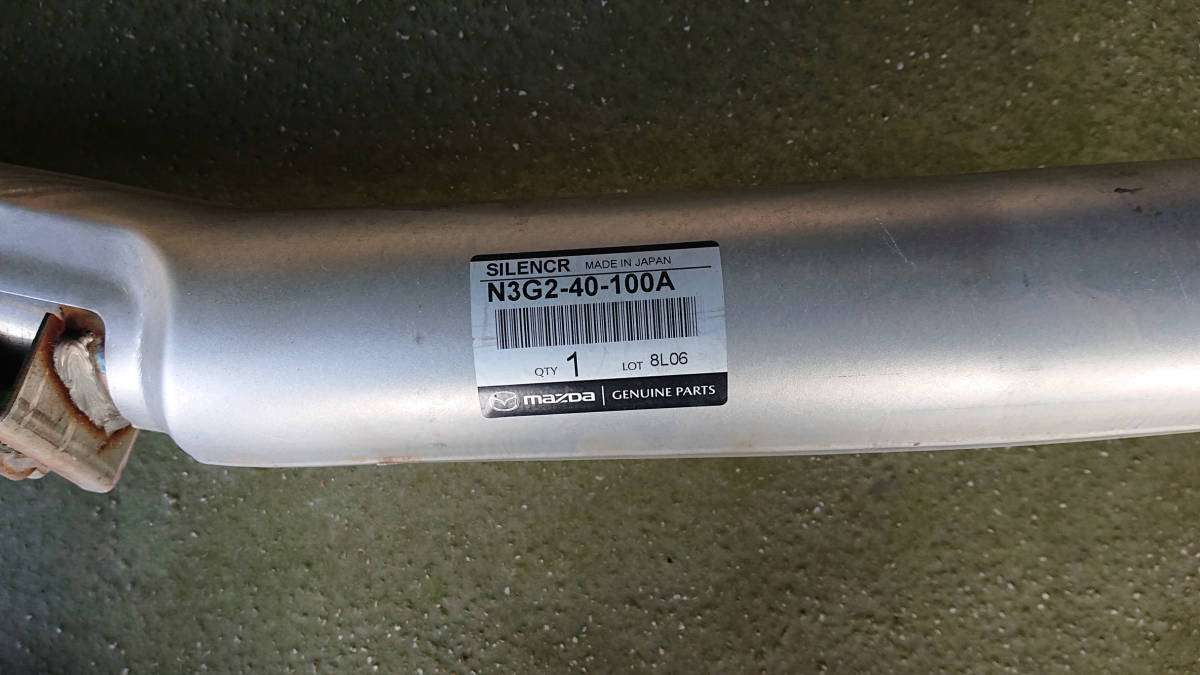 SILENCR MADE IN JAPAN
N3G2-40-100A
QTY 1 LOT 8L06
mazda GENUINE PARTS